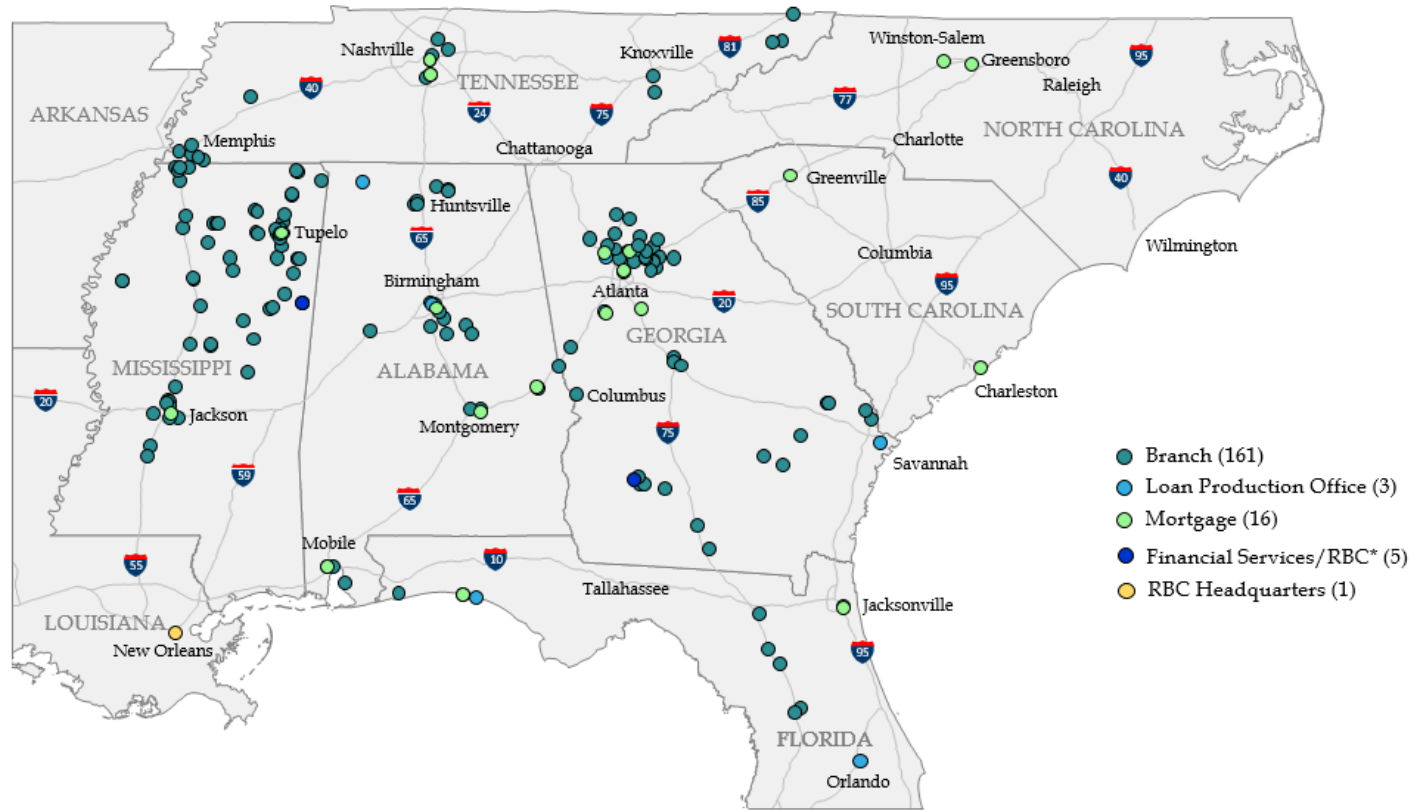 81
95
Winston-Salem
Nashville
Knoxville
Greensboro
TENNESSEE
40
Raleigh
77
ARKANSAS
24
75
NORTH CAROLINA
Memphis
Charlotte
Chattanooga
Greenville
40
85
Huntsville
Tupelo
65
Wilmington
Columbia
Birmingham
95
Atlanta
20
SOUTH CAROLINA
GEORGIA
MISSISSIPPI
ALABAMA
Charleston
20
Columbus
Jackson
Montgomery
75
Branch (161)
Savannah
59
Loan Production Office (3)
65
Mortgage (16)
Mobile
10
Financial Services/RBC* (5)
55
Tallahassee
RBC Headquarters (1)
Jacksonville
LOUISIANA
New Orleans
95
FLORIDA
Orlando